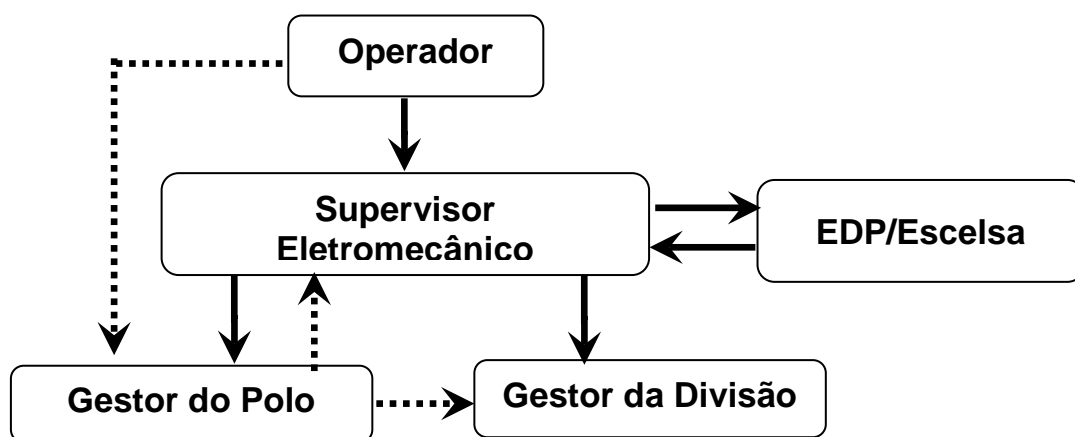 Operador
Supervisor
Eletromecânico
EDP/Escelsa
Gestor do Polo
Gestor da Divisão